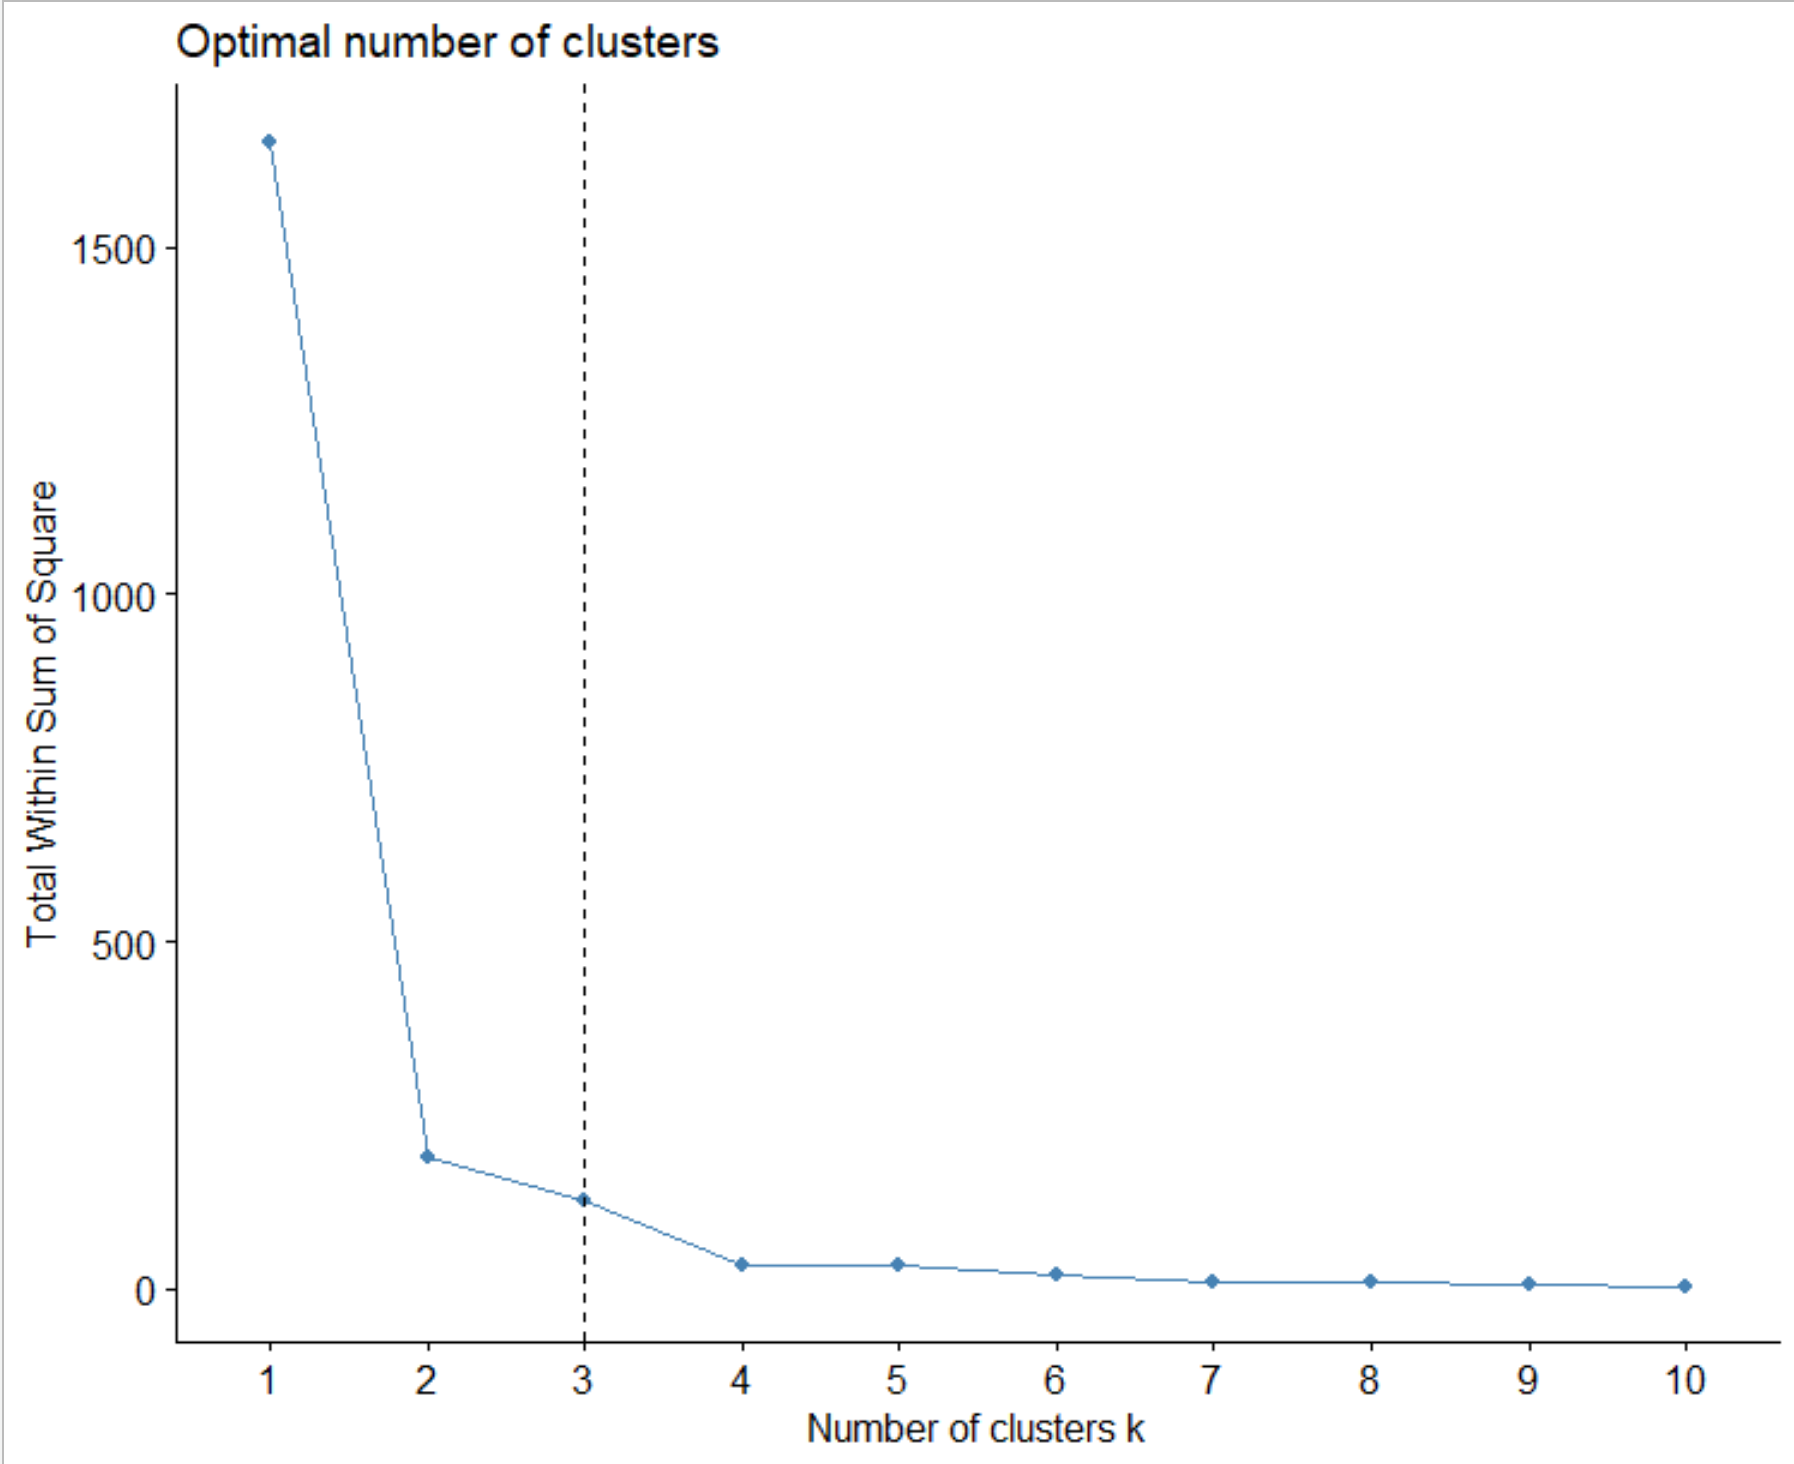 Optimal number of clusters
Total Within Sum of Square
1500
1000
500
0
1 2 3 4 5 6 7 8 9 10
Number of clusters k